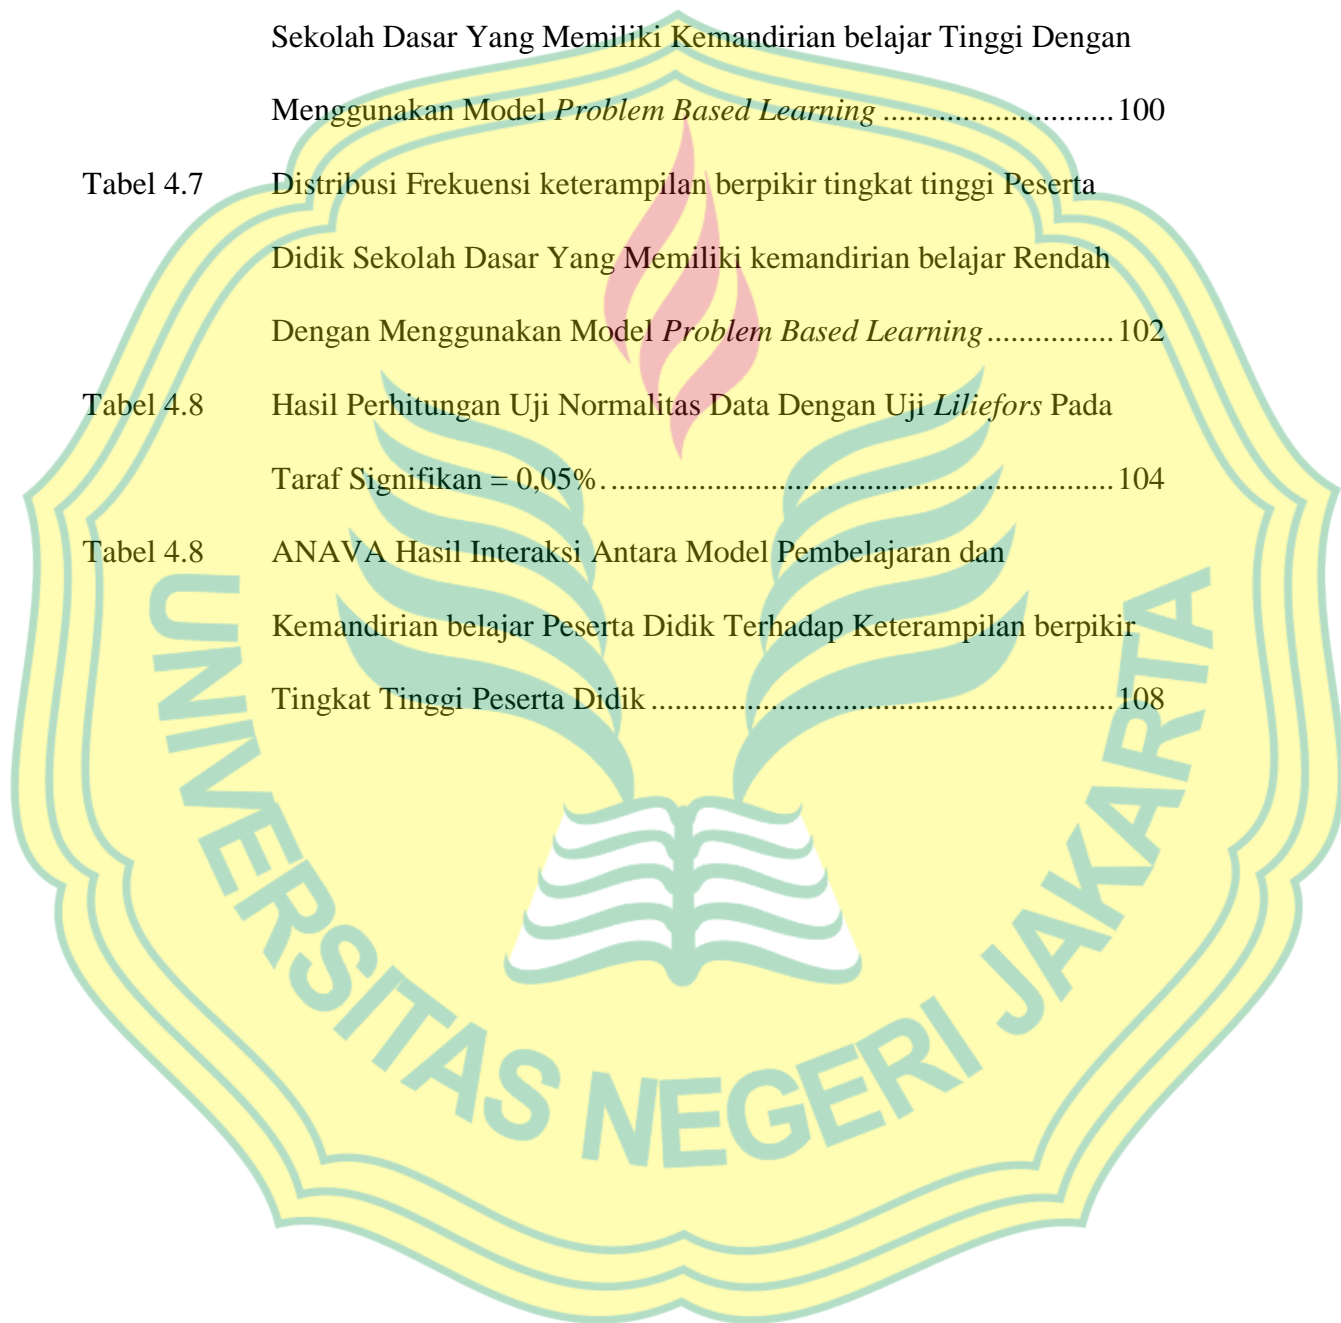 Sekolah Dasar Yang Memiliki Kemandirian belajar Tinggi Dengan
Menggunakan Model Problem Based Learning ............................ 100
Tabel 4.7 Distribusi Frekuensi keterampilan berpikir tingkat tinggi Peserta
Didik Sekolah Dasar Yang Memiliki kemandirian belajar Rendah
Dengan Menggunakan Model Problem Based Learning ................ 102
Tabel 4.8 Hasil Perhitungan Uji Normalitas Data Dengan Uji Liliefors Pada
Taraf Signifikan = 0,05%. ............................................................... 104
Tabel 4.8 ANAVA Hasil Interaksi Antara Model Pembelajaran dan
Kemandirian belajar Peserta Didik Terhadap Keterampilan berpikir
Tingkat Tinggi Peserta Didik .......................................................... 108
UNIVERSITAS NEGERI JAKARTA